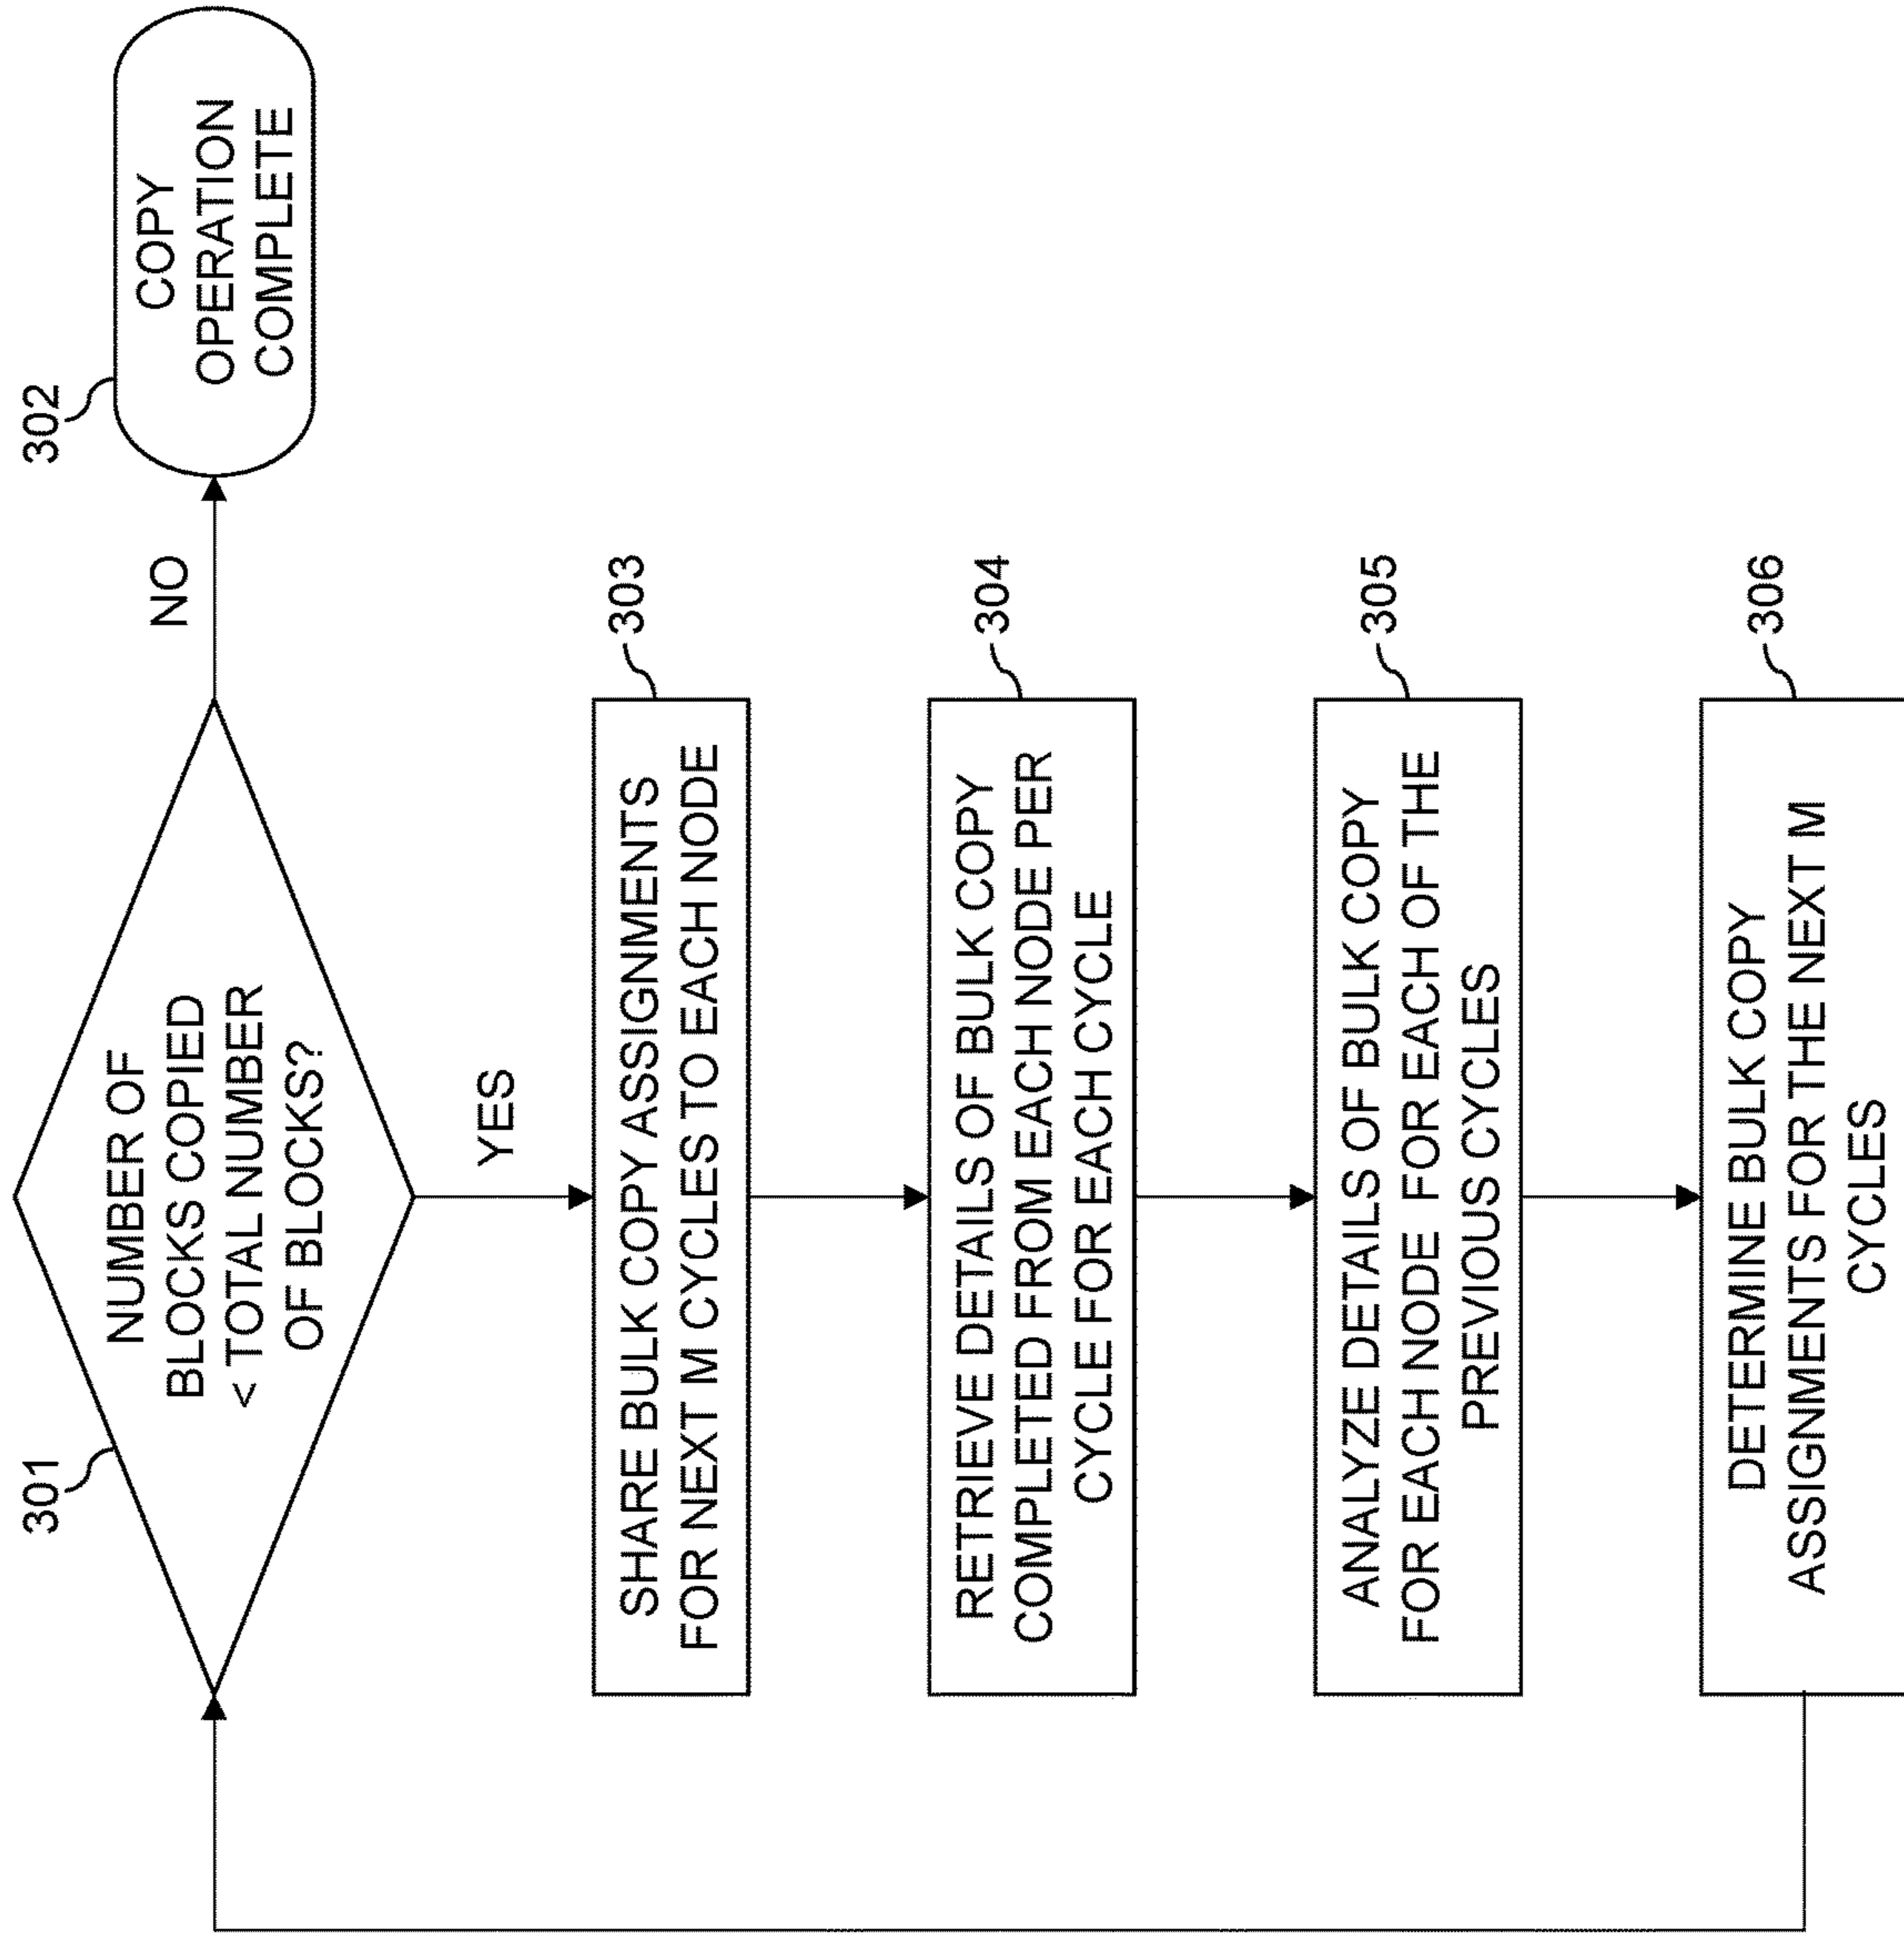 301
NUMBER OF
BLOCKS COPIED
< TOTAL NUMBER
OF BLOCKS?
NO
302
COPY
OPERATION
COMPLETE
YES
303
SHARE BULK COPY ASSIGNMENTS
FOR NEXT M CYCLES TO EACH NODE
304
RETRIEVE DETAILS OF BULK COPY
COMPLETED FROM EACH NODE PER
CYCLE FOR EACH CYCLE
305
ANALYZE DETAILS OF BULK COPY
FOR EACH NODE FOR EACH OF THE
PREVIOUS CYCLES
306
DETERMINE BULK COPY
ASSIGNMENTS FOR THE NEXT M
CYCLES